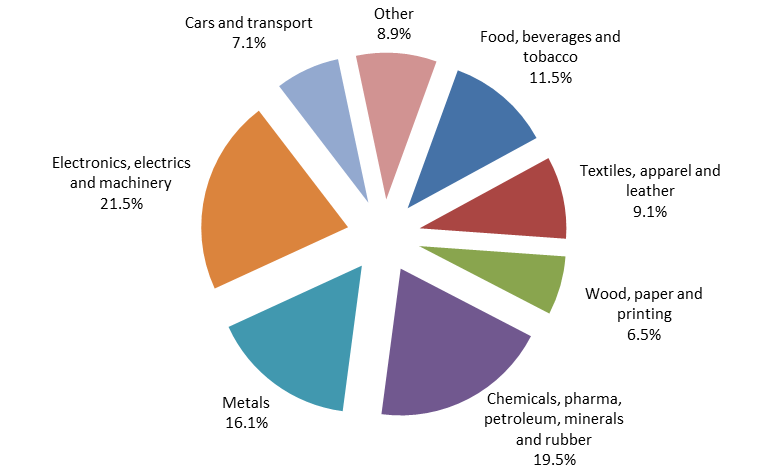 Other
8.9%
Food, beverages and
tobacco
11.5%
Textiles, apparel and
leather
9.1%
Wood, paper and
printing
6.5%
Chemicals, pharma,
petroleum, minerals
and rubber
19.5%
Metals
16.1%
Electronics, electrics
and machinery
21.5%
Cars and transport
7.1%